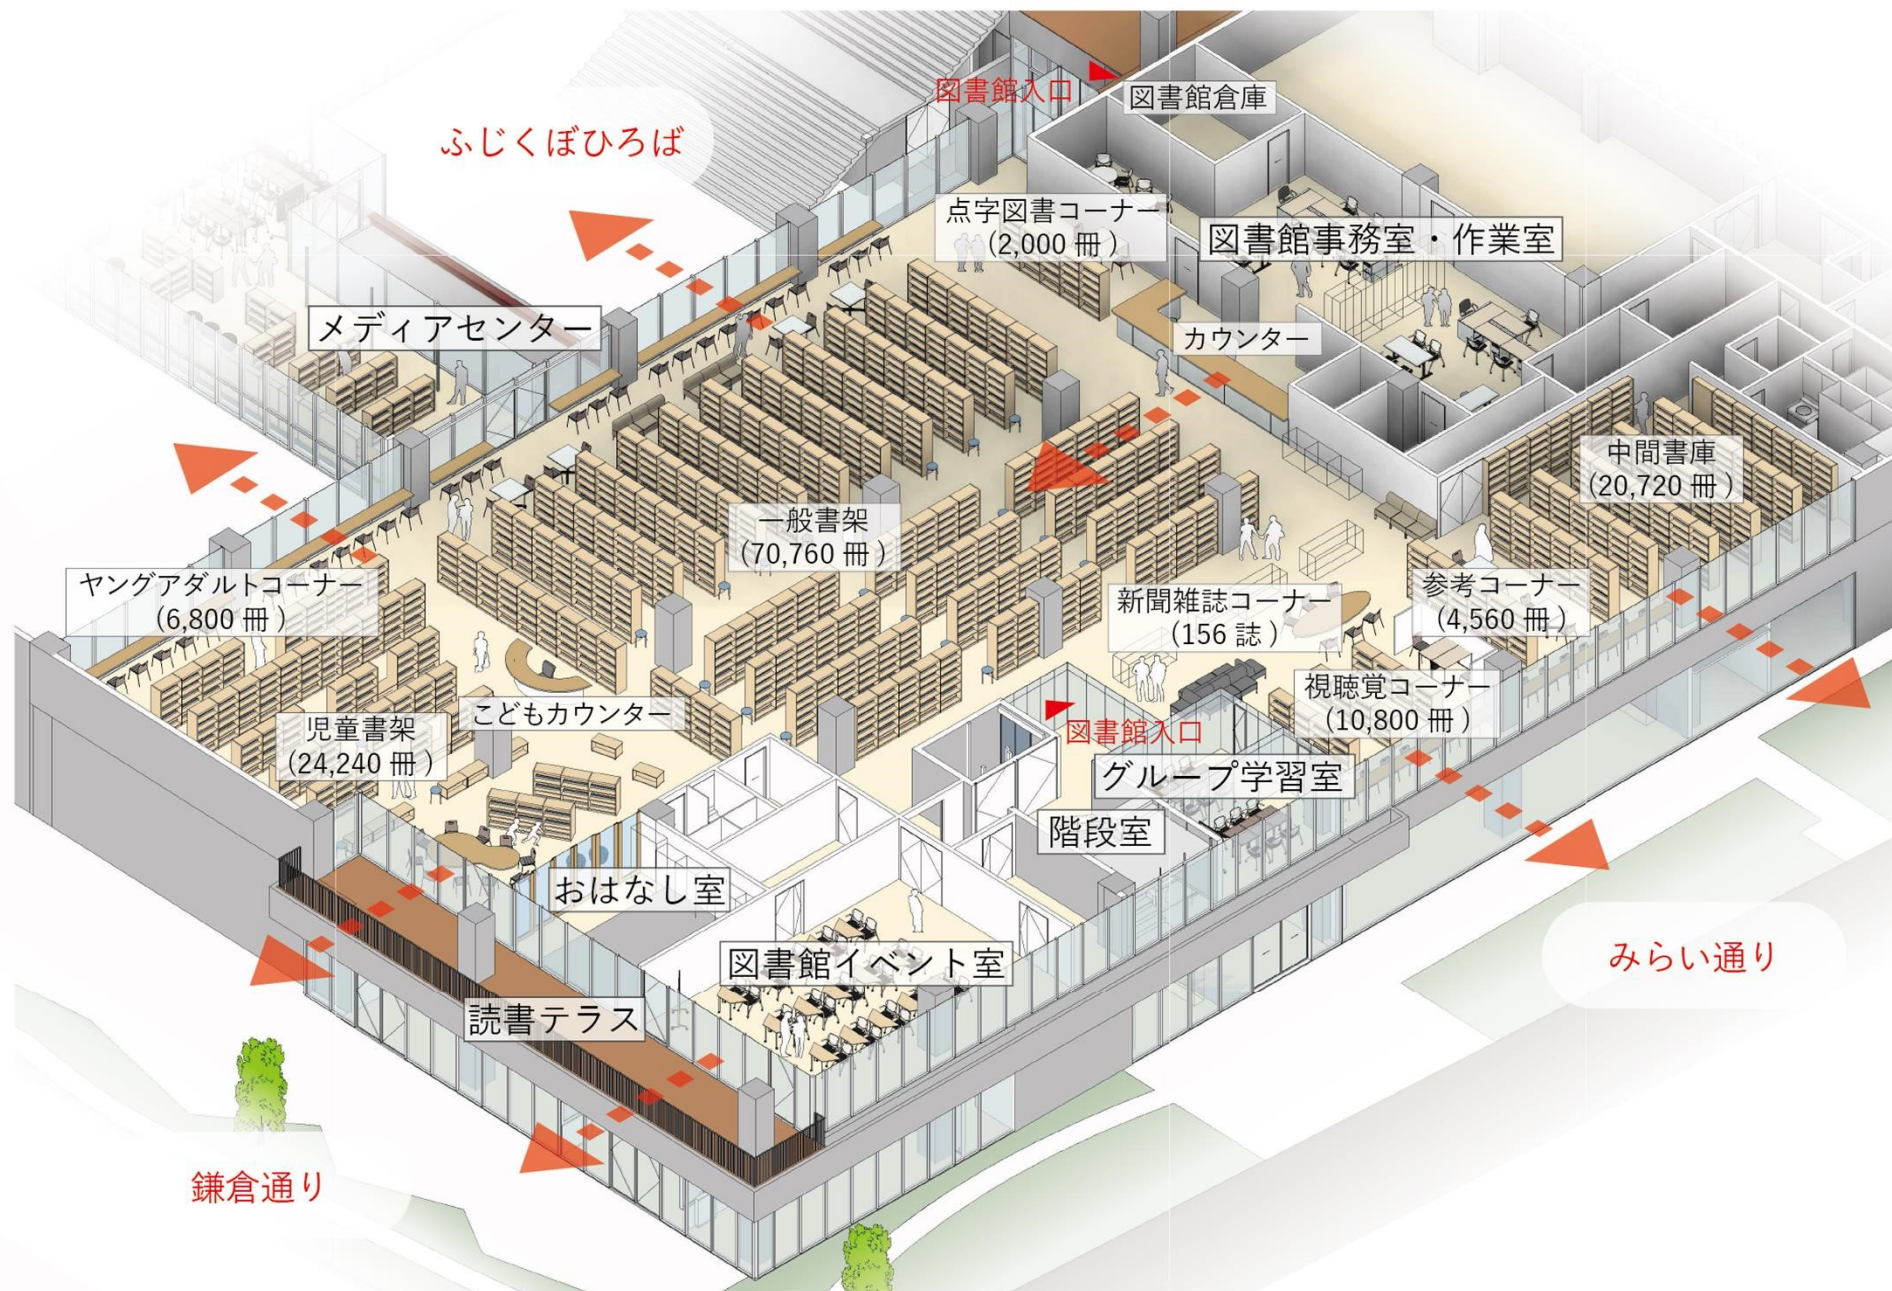 図書館入口
図書館倉庫
ふじくぼひろば
点字図書コーナー
(2,000 冊 )
図書館事務室・作業室
メディアセンター
カウンター
中間書庫
(20,720 冊 )
一般書架
(70,760 冊 )
ヤングアダルトコーナー
(6,800 冊 )
新聞雑誌コーナー
(156 誌 )
参考コーナー
(4,560 冊 )
視聴覚コーナー
(10,800 冊 )
児童書架
(24,240 冊 )
こどもカウンター
図書館入口
グループ学習室
階段室
おはなし室
図書館イベント室
みらい通り
読書テラス
鎌倉通り